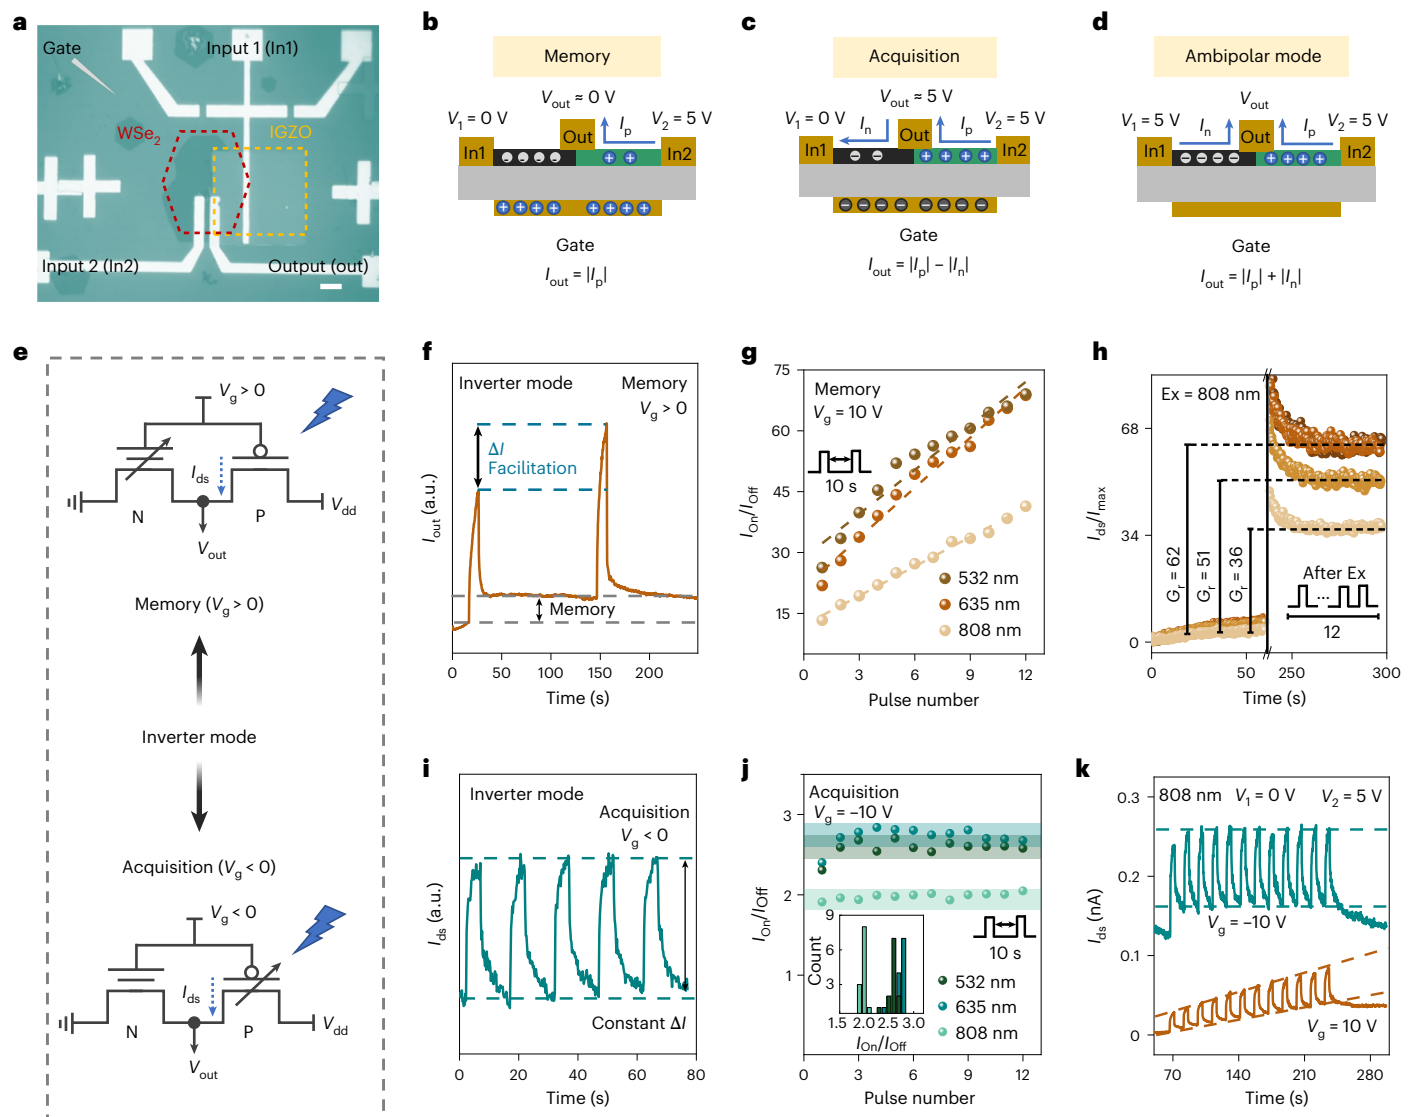 a
Gate
Input 1 (In1)
WSe2
IGZO
Input 2 (In2)
Output (out)
b
Memory
Vout ≈ 0 V
V1 = 0 V
Ip
V2 = 5 V
In1
Out
In2
Gate
Iout = |Ip|
c
Acquisition
Vout ≈ 5 V
V1 = 0 V
In
Ip
V2 = 5 V
In1
Out
In2
Gate
Iout = |Ip| − |In|
d
Ambipolar mode
Vout
V1 = 5 V
In
Ip
V2 = 5 V
In1
Out
In2
Gate
Iout = |Ip| + |In|
e
Vg > 0
Ids
N
P
Vdd
Vout
Memory (Vg > 0)
Inverter mode
Acquisition (Vg < 0)
Vg < 0
Ids
N
P
Vdd
Vout
f
Inverter mode
Memory
Vg > 0
ΔI
Facilitation
Memory
Iout (a.u.)
0 50 100 150 200
Time (s)
g
Memory
Vg = 10 V
10 s
532 nm
635 nm
808 nm
ION/IOff
75
60
45
30
15
0 3 6 9 12
Pulse number
h
Ex = 808 nm
68
34
0
Ids/Imax
Gr = 62
Gr = 51
Gr = 36
After Ex
...
12
0 50 250 300
Time (s)
i
Inverter mode
Acquisition
Vg < 0
Constant ΔI
Ids (a.u.)
0 20 40 60 80
Time (s)
j
Acquisition
Vg = −10 V
3
2
1
IOn/IOff
10 s
Count
9
6
3
1.5 2.0 2.5 3.0
IOn/IOff
532 nm
635 nm
808 nm
0 3 6 9 12
Pulse number
k
808 nm V1 = 0 V V2 = 5 V
0.3
0.2
0.1
0
Ids (nA)
Vg = −10 V
Vg = 10 V
70 140 210 280
Time (s)